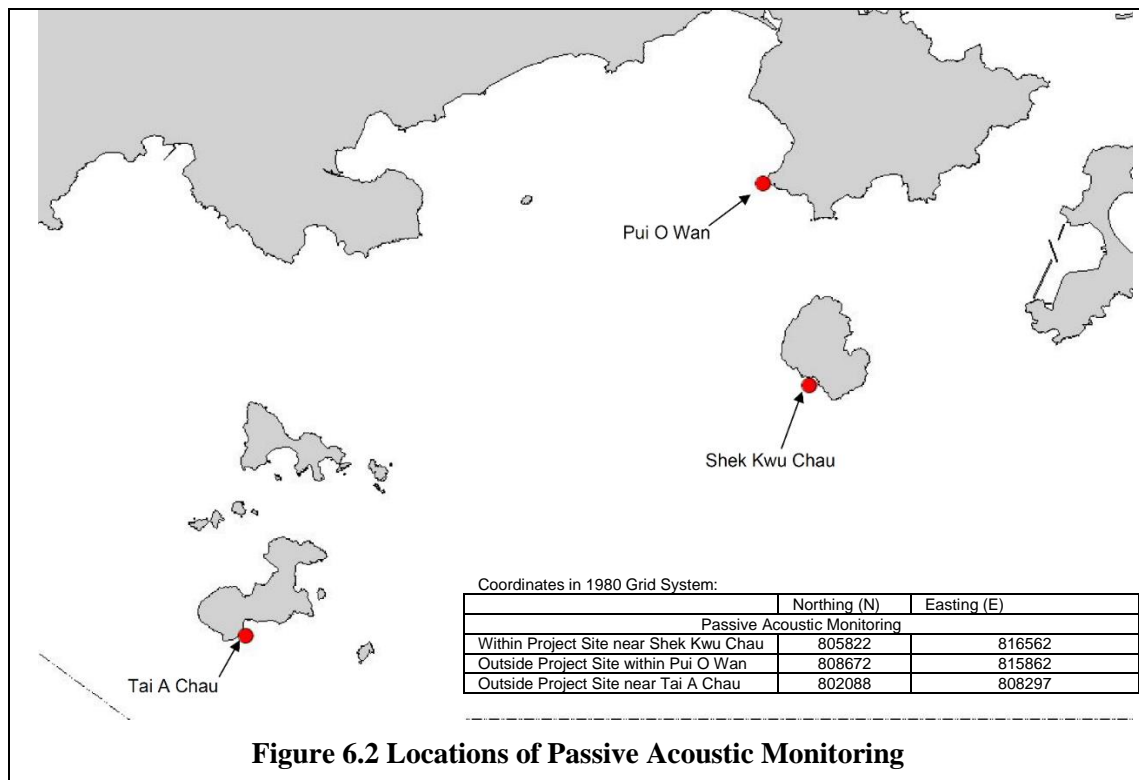 Pui O Wan
Shek Kwu Chau
Tai A Chau
Coordinates in 1980 Grid System:
Northing (N) Easting (E)
Passive Acoustic Monitoring
Within Project Site near Shek Kwu Chau 805822 816562
Outside Project Site within Pui O Wan 808672 815862
Outside Project Site near Tai A Chau 802088 808297
Figure 6.2 Locations of Passive Acoustic Monitoring